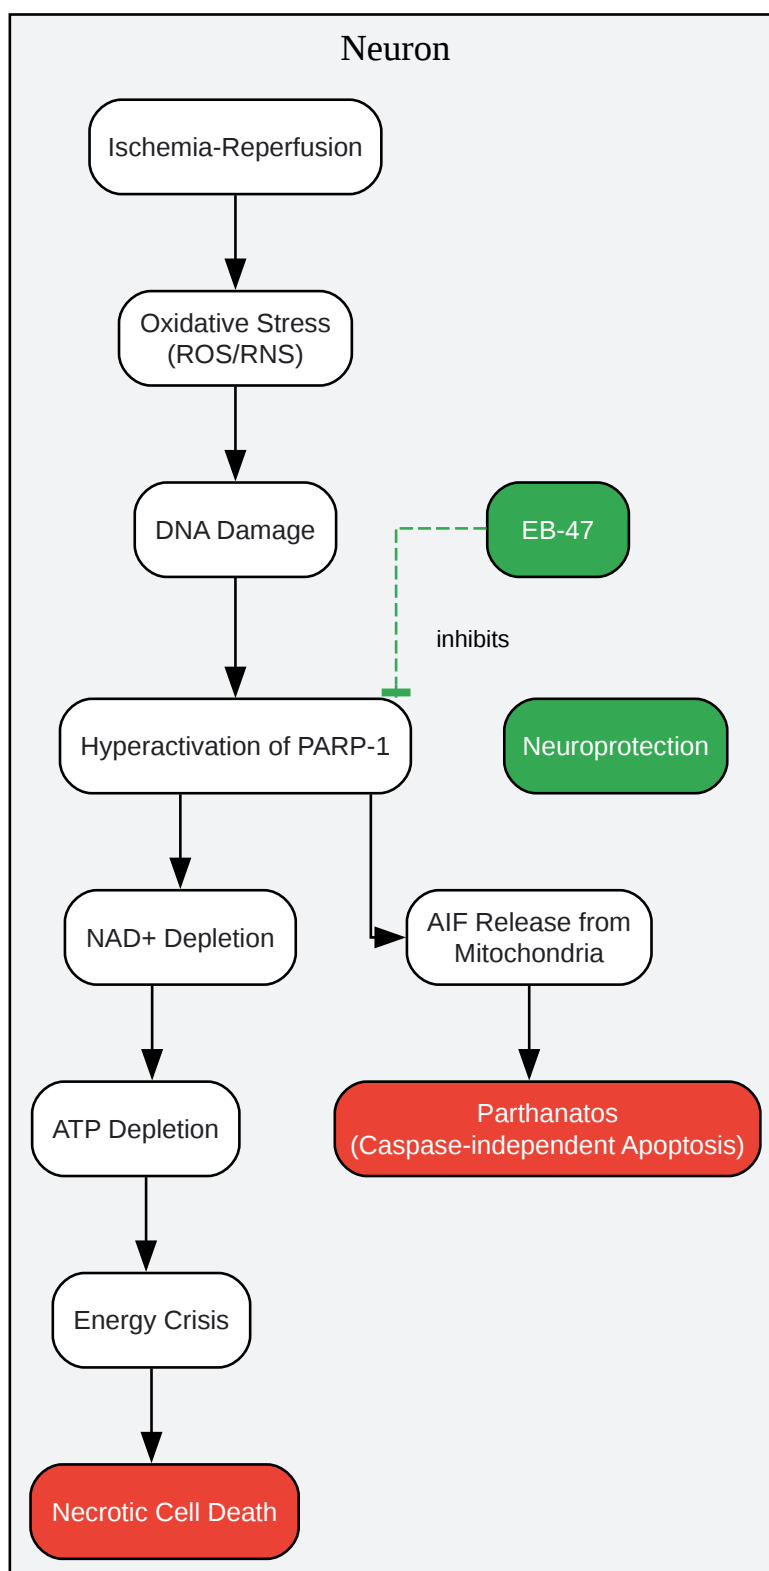 Neuron
Ischemia-Reperfusion
Oxidative Stress
(ROS/RNS)
DNA Damage
EB-47
inhibits
Hyperactivation of PARP-1
Neuroprotection
NAD+ Depletion
AIF Release from
Mitochondria
ATP Depletion
Parthanatos
(Caspase-independent Apoptosis)
Energy Crisis
Necrotic Cell Death